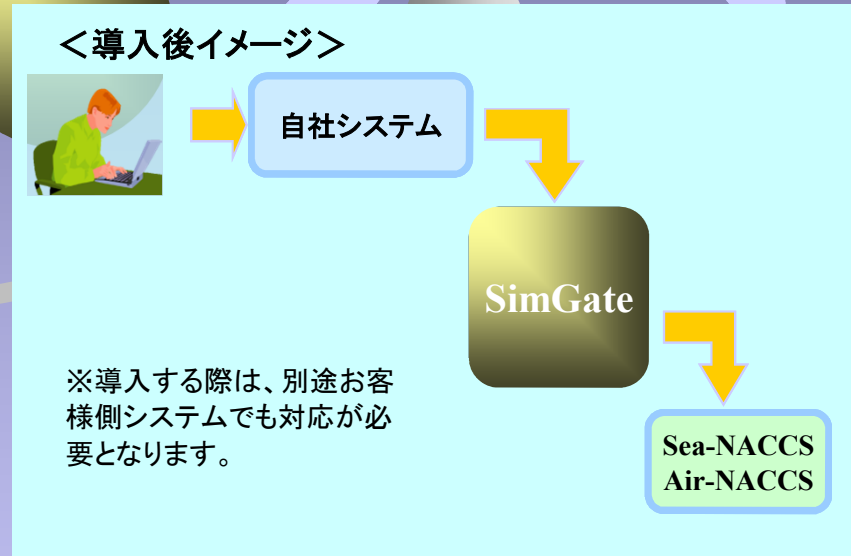 ＜導入後イメージ＞
自社システム
SimGate
※導入する際は、別途お客
様側システムでも対応が必
要となります。
Sea-NACCS
Air-NACCS